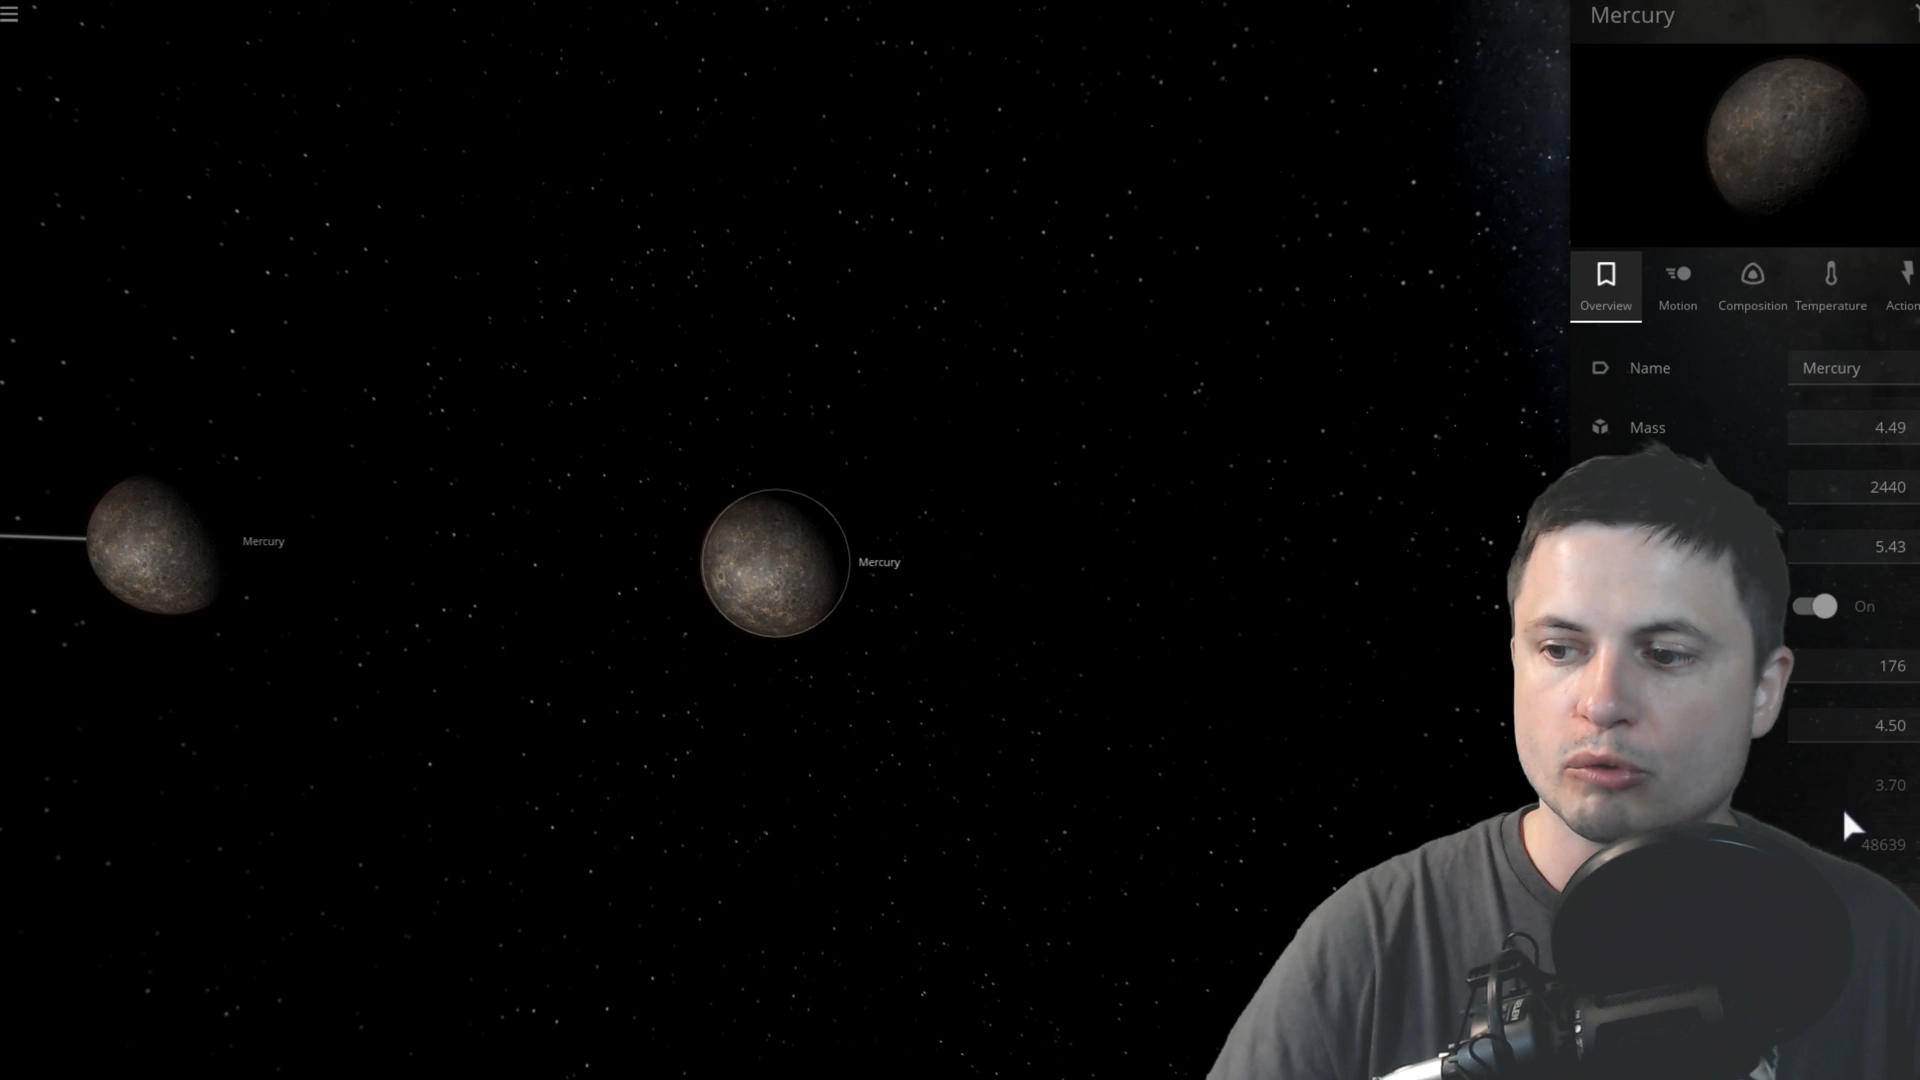 Mercury
Overview
Motion
Composition
Temperature
Action
Name
Mercury
Mass
4.49
2440
5.43
On
176
4.50
3.70
48639
Mercury
Mercury